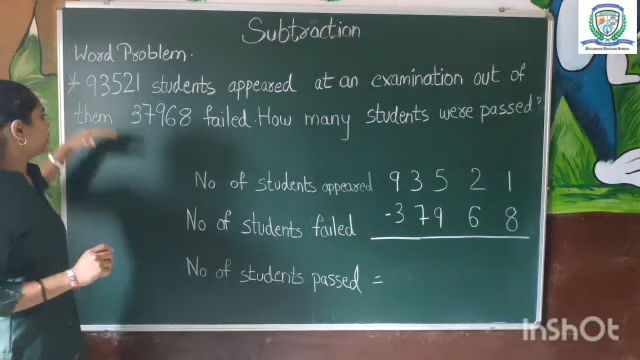 Subtraction
Word Problem.
* 93521 students appeared at an examination out of
them 37968 failed. How many students were passed?
No of students appeared 9 3 5 2 1
No of students failed -3 7 9 6 8
No of students passed =
InShOt